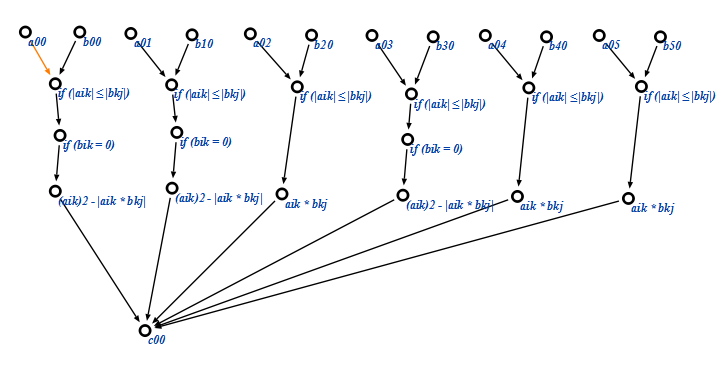 a00 b00 a01 b10 a02 b20 a03 b30 a04 b40 a05 b50
if (|aik| ≤ |bkj|) if (|aik| ≤ |bkj|) if (|aik| ≤ |bkj|) if (|aik| ≤ |bkj|) if (|aik| ≤ |bkj|) if (|aik| ≤ |bkj|)
if (bik = 0) if (bik = 0) if (bik = 0)
(aik)2 - |aik * bkj| (aik)2 - |aik * bkj| aik * bkj (aik)2 - |aik * bkj| aik * bkj aik * bkj
c00